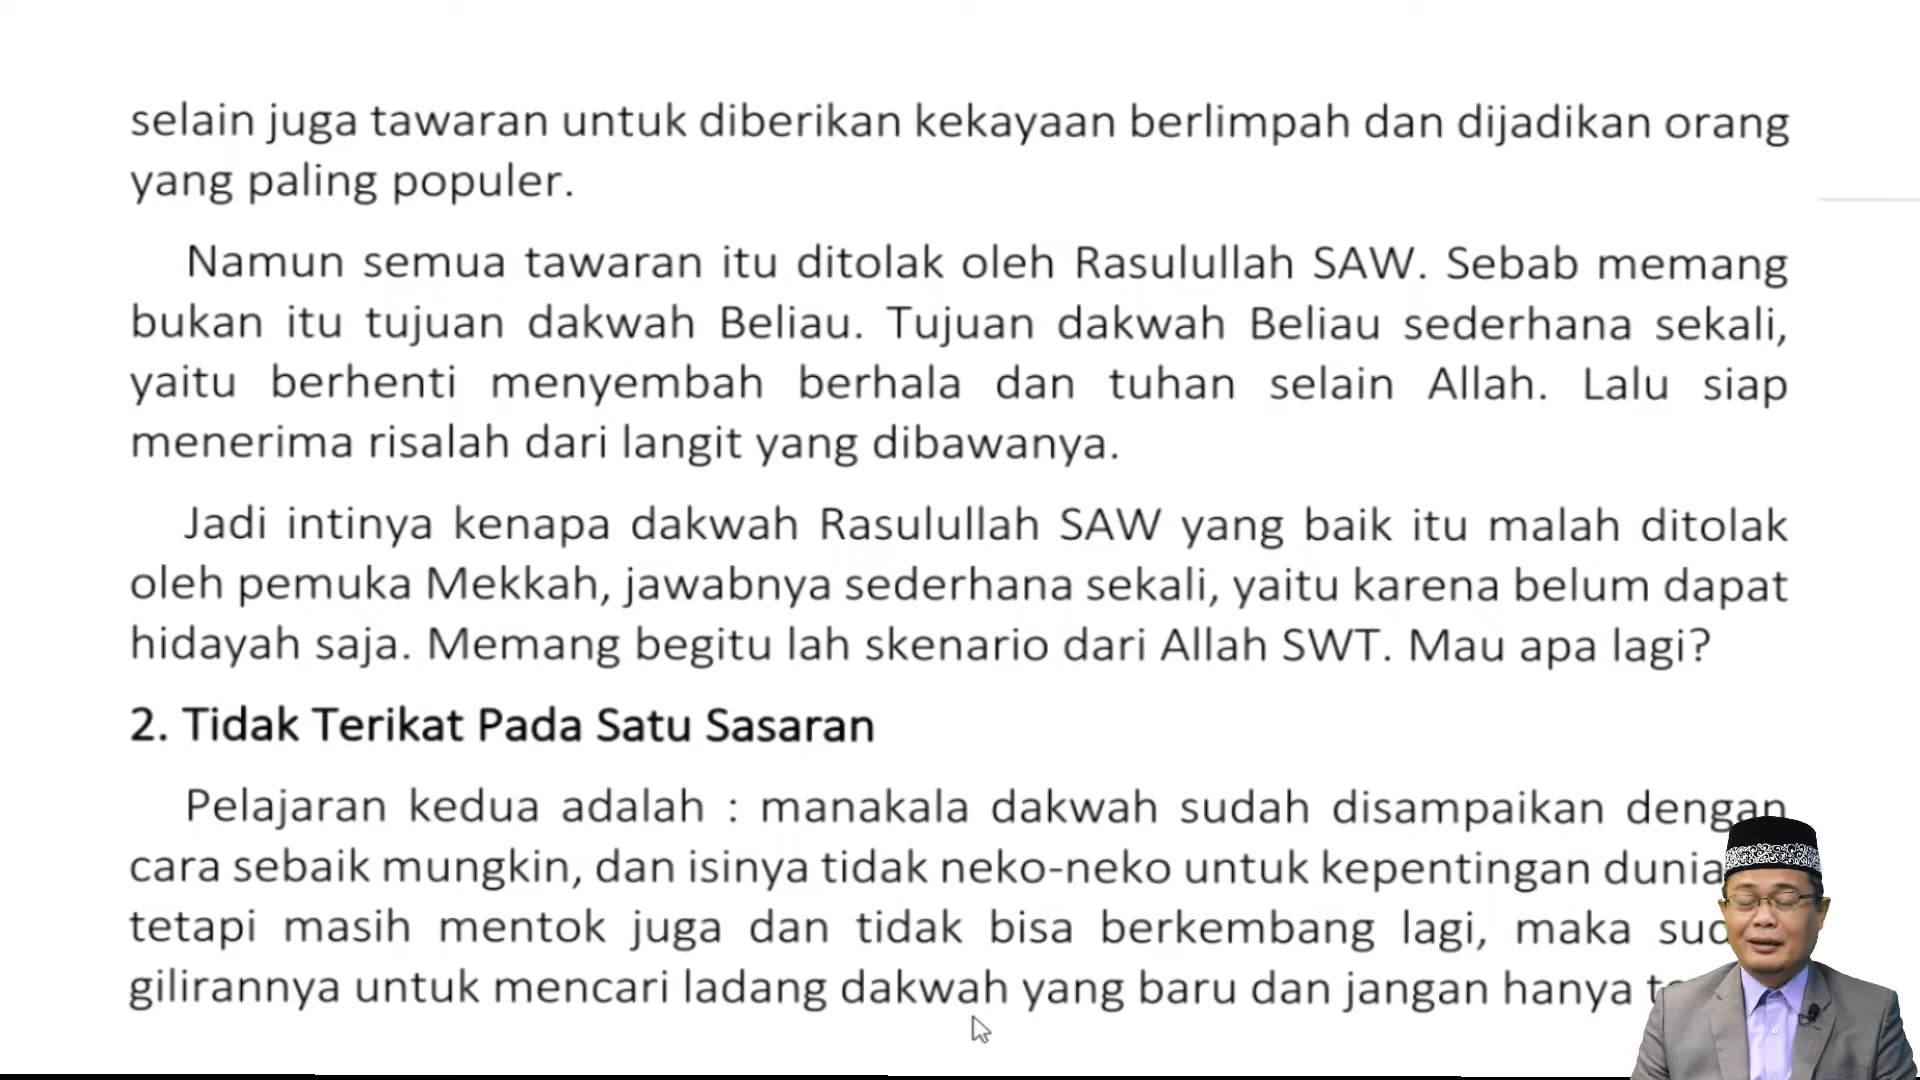 selain juga tawaran untuk diberikan kekayaan berlimpah dan dijadikan orang
yang paling populer.
Namun semua tawaran itu ditolak oleh Rasulullah SAW. Sebab memang
bukan itu tujuan dakwah Beliau. Tujuan dakwah Beliau sederhana sekali,
yaitu berhenti menyembah berhala dan tuhan selain Allah. Lalu siap
menerima risalah dari langit yang dibawanya.
Jadi intinya kenapa dakwah Rasulullah SAW yang baik itu malah ditolak
oleh pemuka Mekkah, jawabnya sederhana sekali, yaitu karena belum dapat
hidayah saja. Memang begitu lah skenario dari Allah SWT. Mau apa lagi?
2. Tidak Terikat Pada Satu Sasaran
Pelajaran kedua adalah : manakala dakwah sudah disampaikan dengan
cara sebaik mungkin, dan isinya tidak neko-neko untuk kepentingan dunia
tetapi masih mentok juga dan tidak bisa berkembang lagi, maka
gilirannya untuk mencari ladang dakwah yang baru dan jangan hanya